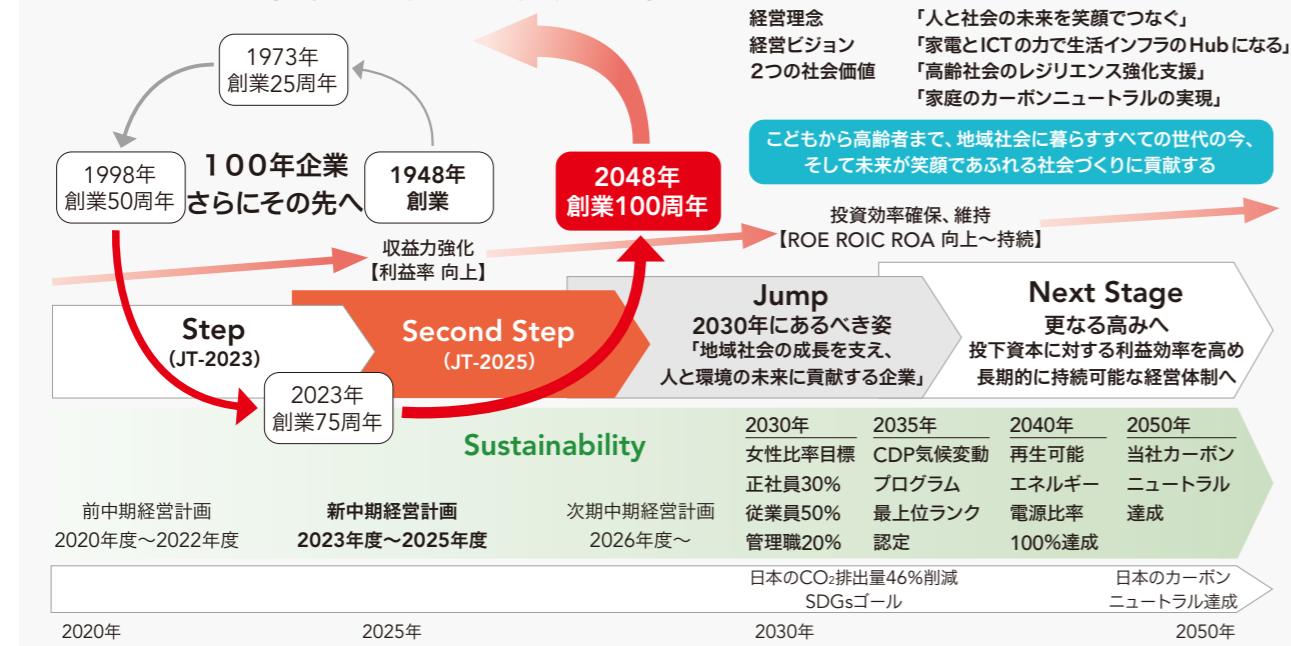 経営理念 「人と社会の未来を笑顔でつなぐ」
経営ビジョン 「家電とICTの力で生活インフラのHubになる」
2つの社会価値 「高齢社会のレジリエンス強化支援」
「家庭のカーボンニュートラルの実現」
こどもから高齢者まで、地域社会に暮らすすべての世代の今、
そして未来が笑顔であふれる社会づくりに貢献する
1973年
創業25周年
1998年
創業50周年
100年企業
さらにその先へ
1948年
創業
2048年
創業100周年
収益力強化
【利益率 向上】
投資効率確保、維持
【ROE ROIC ROA 向上～持続】
Step
(JT-2023)
Second Step
(JT-2025)
Jump
2030年にあるべき姿
「地域社会の成長を支え、
人と環境の未来に貢献する企業」
Next Stage
更なる高みへ
投下資本に対する利益効率を高め
長期的に持続可能な経営体制へ
2023年
創業75周年
Sustainability
前中期経営計画
2020年度～2022年度
新中期経営計画
2023年度～2025年度
次期中期経営計画
2026年度～
2030年
女性比率目標
正社員30%
従業員50%
管理職20%
2035年
CDP気候変動
プログラム
最上位ランク
認定
2040年
再生可能
エネルギー
電源比率
100%達成
2050年
当社カーボン
ニュートラル
達成
日本のCO₂排出量46%削減
SDGsゴール
日本のカーボン
ニュートラル達成
2020年 2025年 2030年 2050年